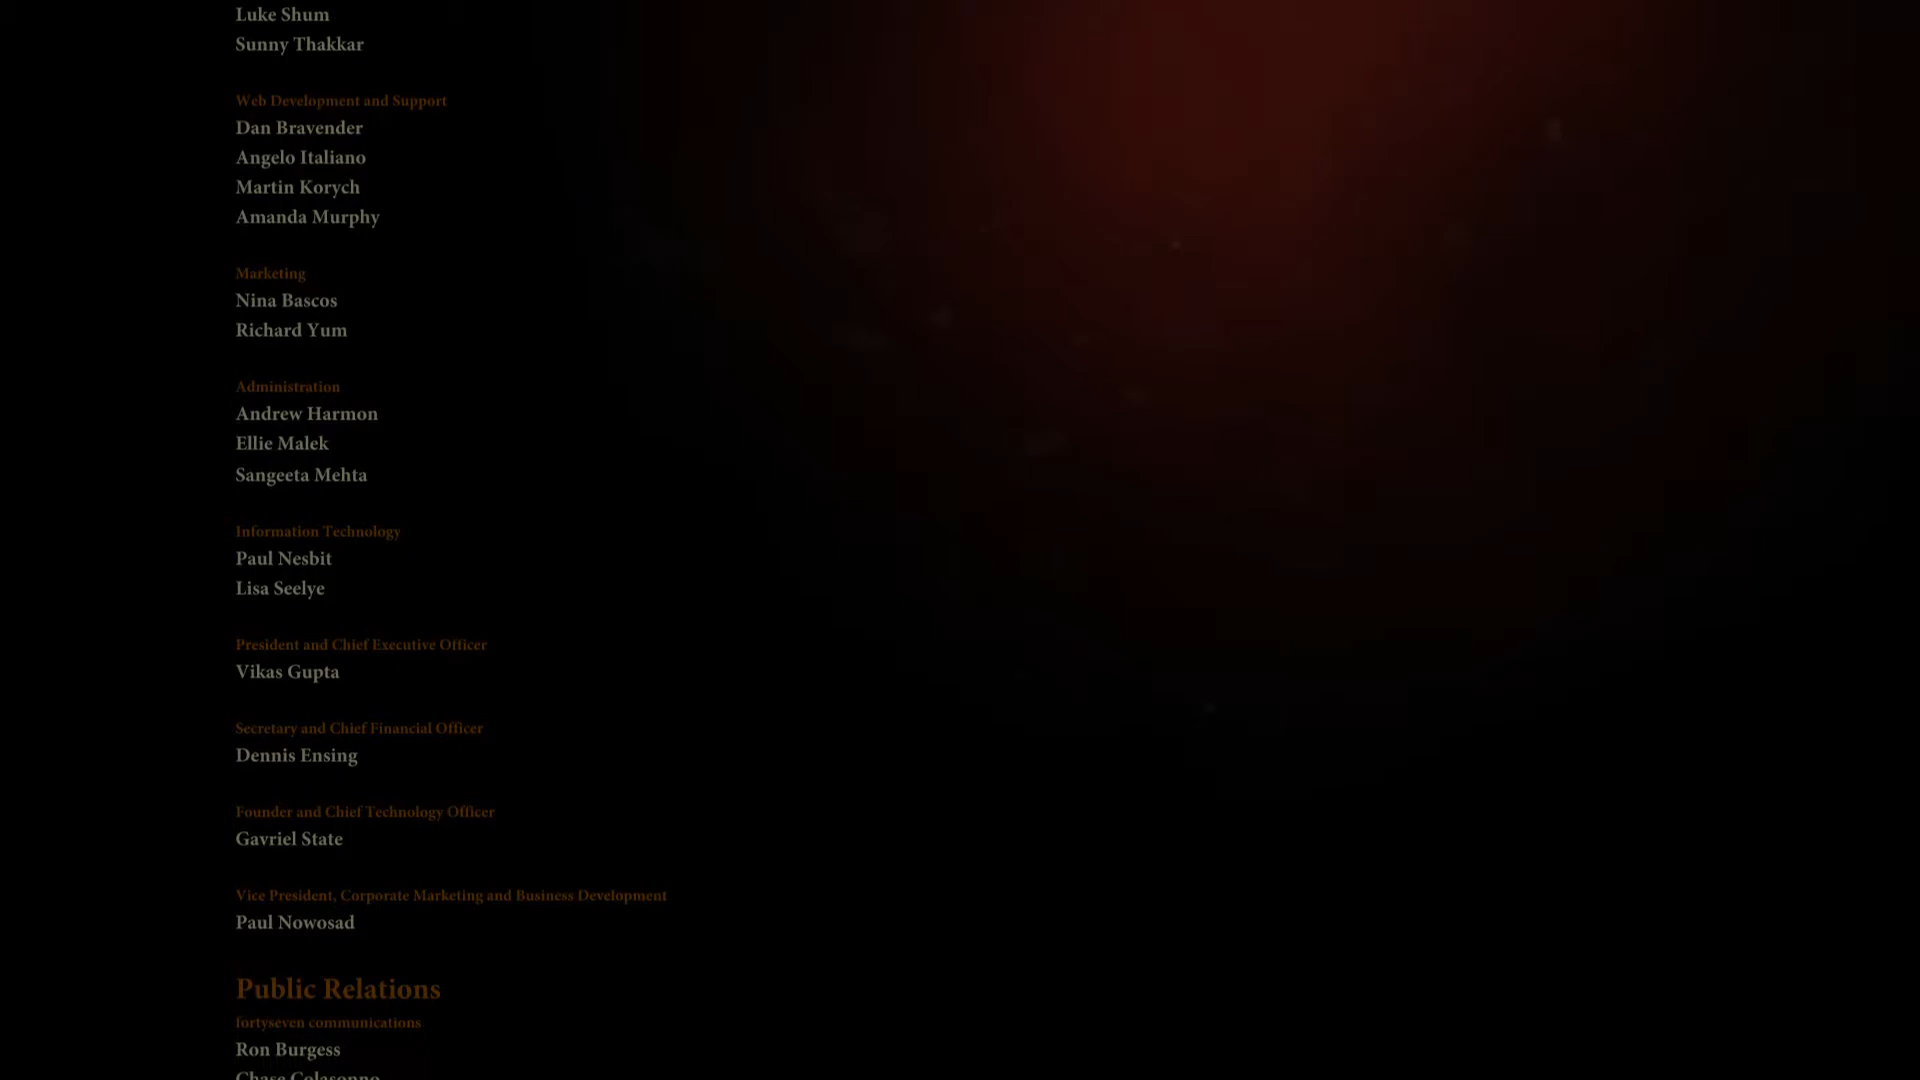 Luke Shum
Sunny Thakkar
Web Development and Support
Dan Bravender
Angelo Italiano
Martin Korych
Amanda Murphy
Marketing
Nina Bascos
Richard Yum
Administration
Andrew Harmon
Ellie Malek
Sangeeta Mehta
Information Technology
Paul Nesbit
Lisa Seelye
President and Chief Executive Officer
Vikas Gupta
Secretary and Chief Financial Officer
Dennis Ensing
Founder and Chief Technology Officer
Gavriel State
Vice President, Corporate Marketing and Business Development
Paul Nowosad
Public Relations
fortyseven communications
Ron Burgess
Chase Colasonno